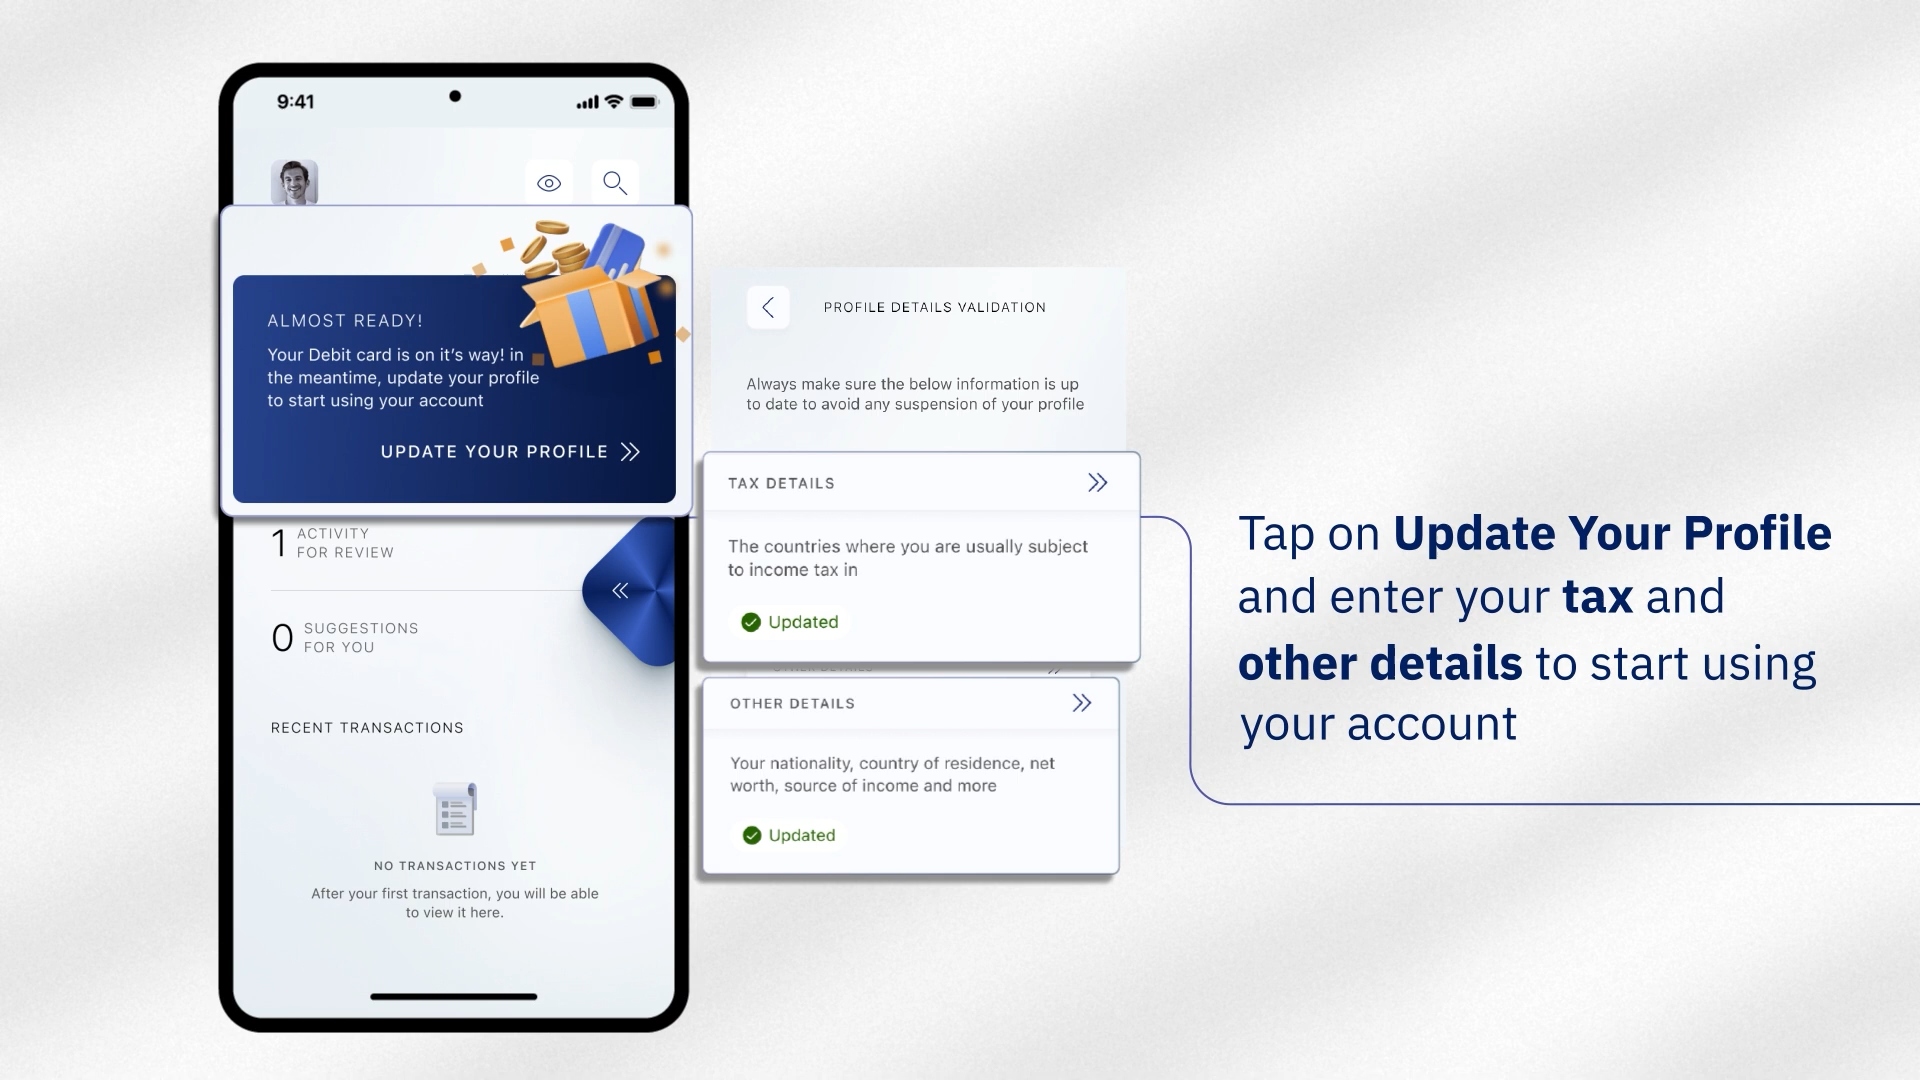 9:41
ALMOST READY!
Your Debit card is on it's way! in
the meantime, update your profile
to start using your account
UPDATE YOUR PROFILE
1 ACTIVITY
FOR REVIEW
0 SUGGESTIONS
FOR YOU
RECENT TRANSACTIONS
NO TRANSACTIONS YET
After your first transaction, you will be able
to view it here.
PROFILE DETAILS VALIDATION
Always make sure the below information is up
to date to avoid any suspension of your profile
TAX DETAILS
The countries where you are usually subject
to income tax in
Updated
OTHER DETAILS
Your nationality, country of residence, net
worth, source of income and more
Updated
Tap on Update Your Profile
and enter your tax and
other details to start using
your account